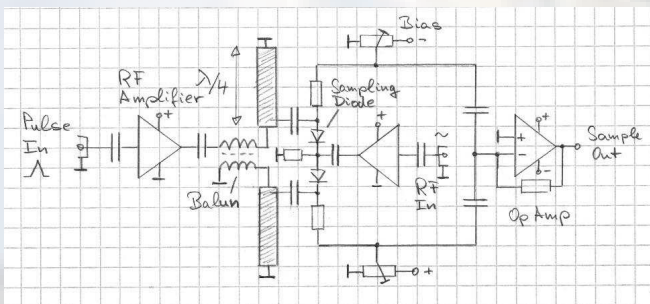 Bias
-
RF
Amplifier
λ/4
Sampling
Diode
+
Pulse
In
+
~
+
-
+
-
Sample
Out
RF
In
Balun
Op Amp
+